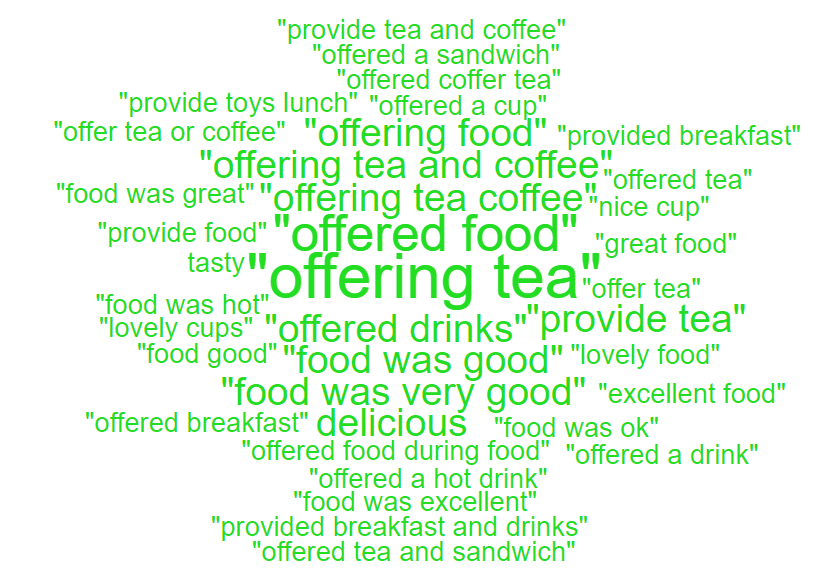 "provide tea and coffee"
"offered a sandwich"
"offered coffer tea"
"provide toys lunch" "offered a cup"
"offer tea or coffee" "offering food" "provided breakfast"
"offering tea and coffee"
"offered tea"
"food was great" "offering tea coffee" "nice cup"
"provide food" "offered food" "great food"
tasty "offering tea"
"offer tea"
"food was hot"
"lovely cups" "offered drinks" "provide tea"
"food good" "food was good" "lovely food"
"food was very good" "excellent food"
"offered breakfast" delicious "food was ok"
"offered food during food" "offered a drink"
"offered a hot drink"
"food was excellent"
"provided breakfast and drinks"
"offered tea and sandwich"